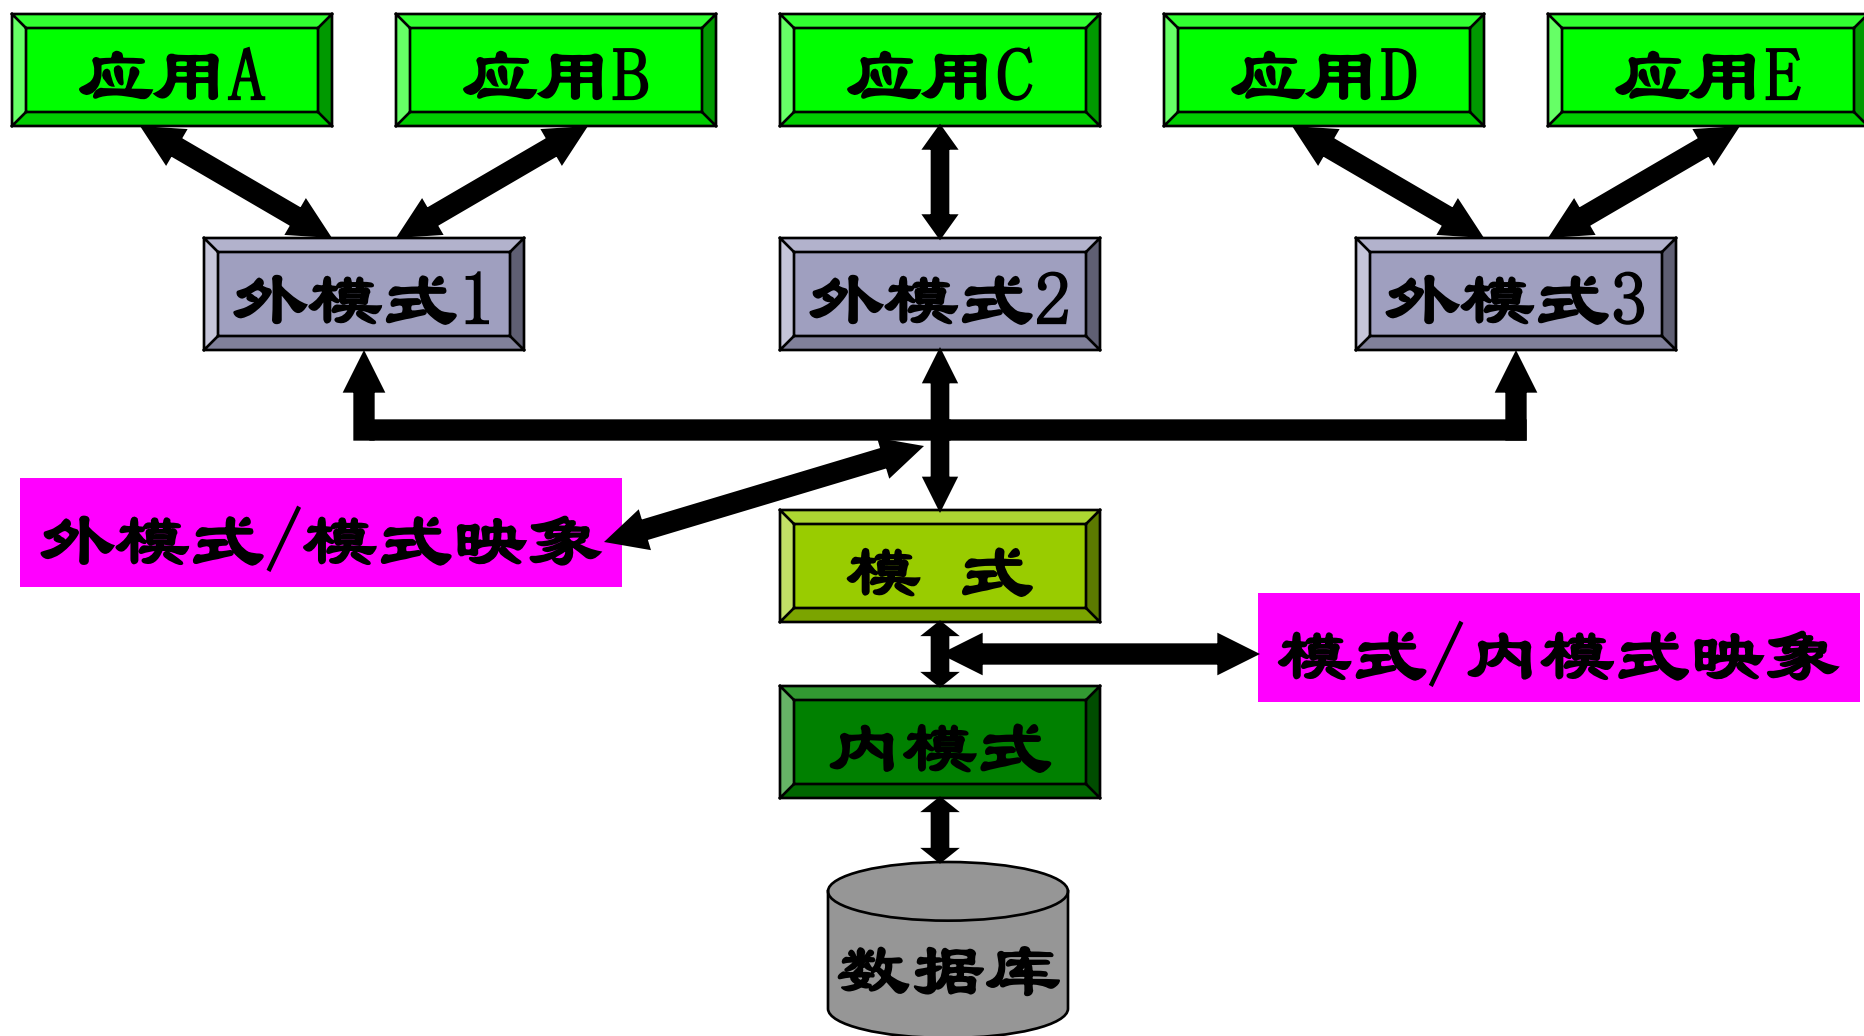 应用A
应用B
应用C
应用D
应用E
外模式1
外模式2
外模式3
外模式/模式映象
模 式
模式/内模式映象
内模式
数据库